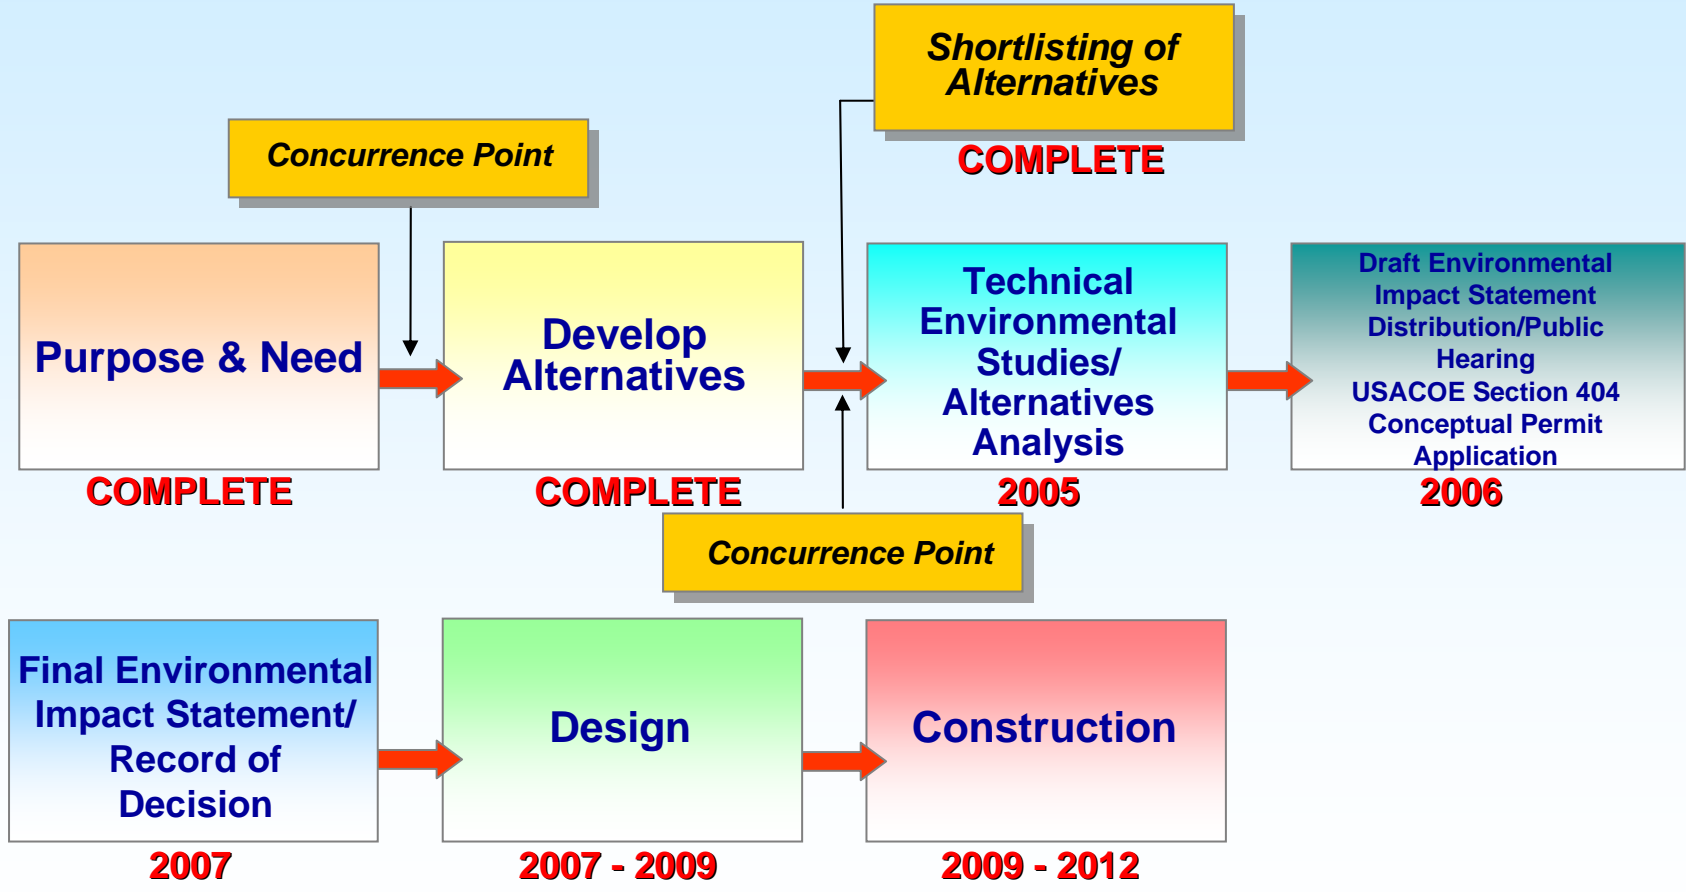 Shortlisting of
Alternatives
COMPLETE
Concurrence Point
Purpose & Need
COMPLETE
Develop
Alternatives
COMPLETE
Technical
Environmental
Studies/
Alternatives
Analysis
2005
Draft Environmental
Impact Statement
Distribution/Public
Hearing
USACOE Section 404
Conceptual Permit
Application
2006
Concurrence Point
Final Environmental
Impact Statement/
Record of
Decision
2007
Design
2007 - 2009
Construction
2009 - 2012